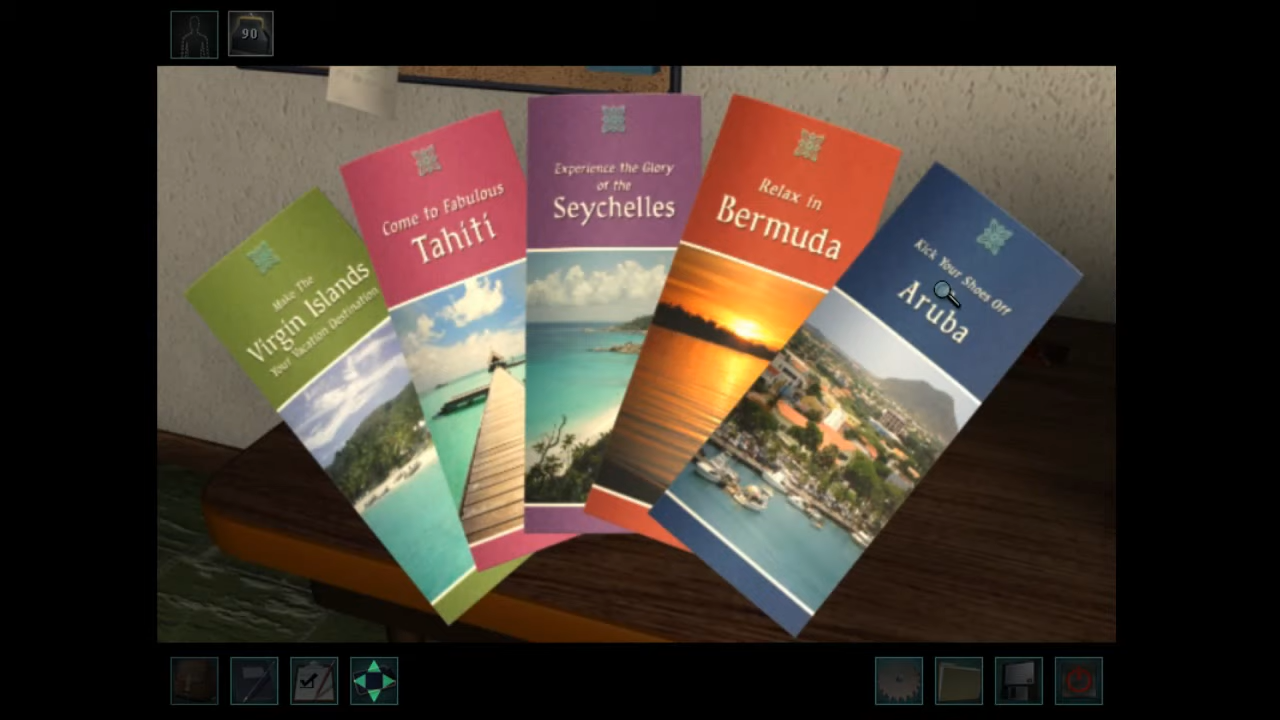 90
Make The
Virgin Islands
Your Vacation Destination
Come to Fabulous
Tahiti
Experience the Glory
of the
Seychelles
Relax in
Bermuda
Kick Your Shoes Off
Aruba